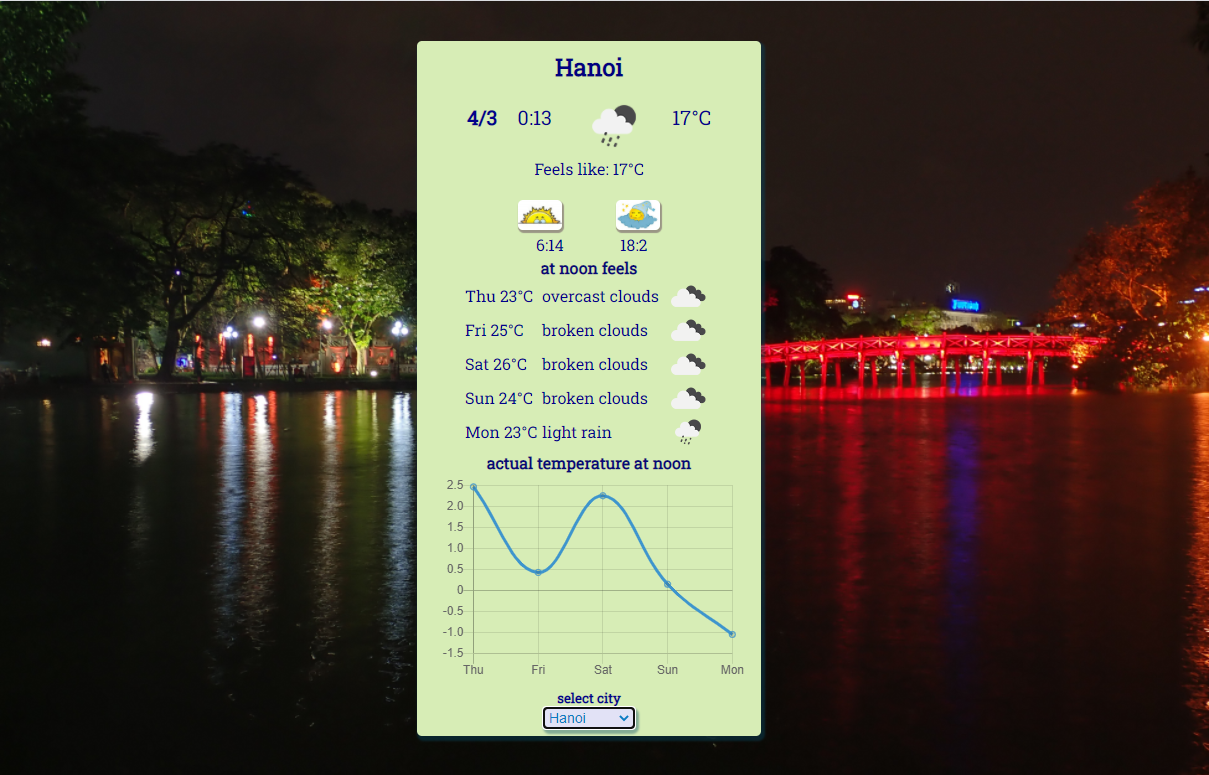 Hanoi
4/3 0:13 17°C
Feels like: 17°C
6:14 18:2
at noon feels
Thu 23°C overcast clouds
Fri 25°C broken clouds
Sat 26°C broken clouds
Sun 24°C broken clouds
Mon 23°C light rain
actual temperature at noon
2.5
2.0
1.5
1.0
0.5
0
-0.5
-1.0
-1.5
Thu Fri Sat Sun Mon
select city
Hanoi